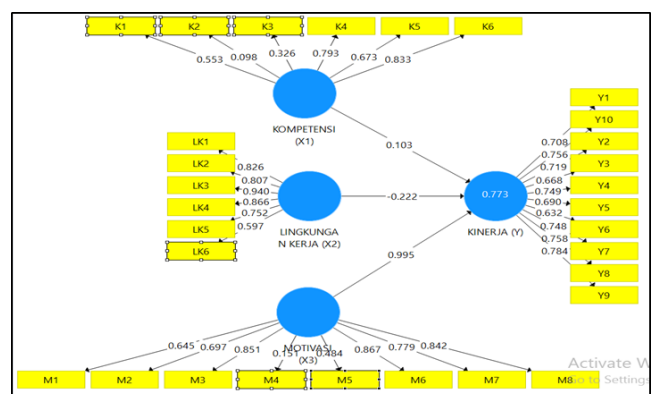 K1 K2 K3 K4 K5 K6
0.553 0.098 0.326 0.793 0.673 0.833
KOMPETENSI
(X1)
0.103
LK1
LK2
LK3
LK4
LK5
LK6
0.826
0.807
0.940
0.866
0.752
0.597
LINGKUNGA
N KERJA (X2)
-0.222
0.773
KINERJA (Y)
0.995
0.708
0.756
0.719
0.668
0.749
0.690
0.632
0.748
0.758
0.784
Y1
Y10
Y2
Y3
Y4
Y5
Y6
Y7
Y8
Y9
MOTIVASI
(X3)
0.645 0.697 0.851 0.151 0.484 0.867 0.779 0.842
M1 M2 M3 M4 M5 M6 M7 M8
Activate W
Go to Settings